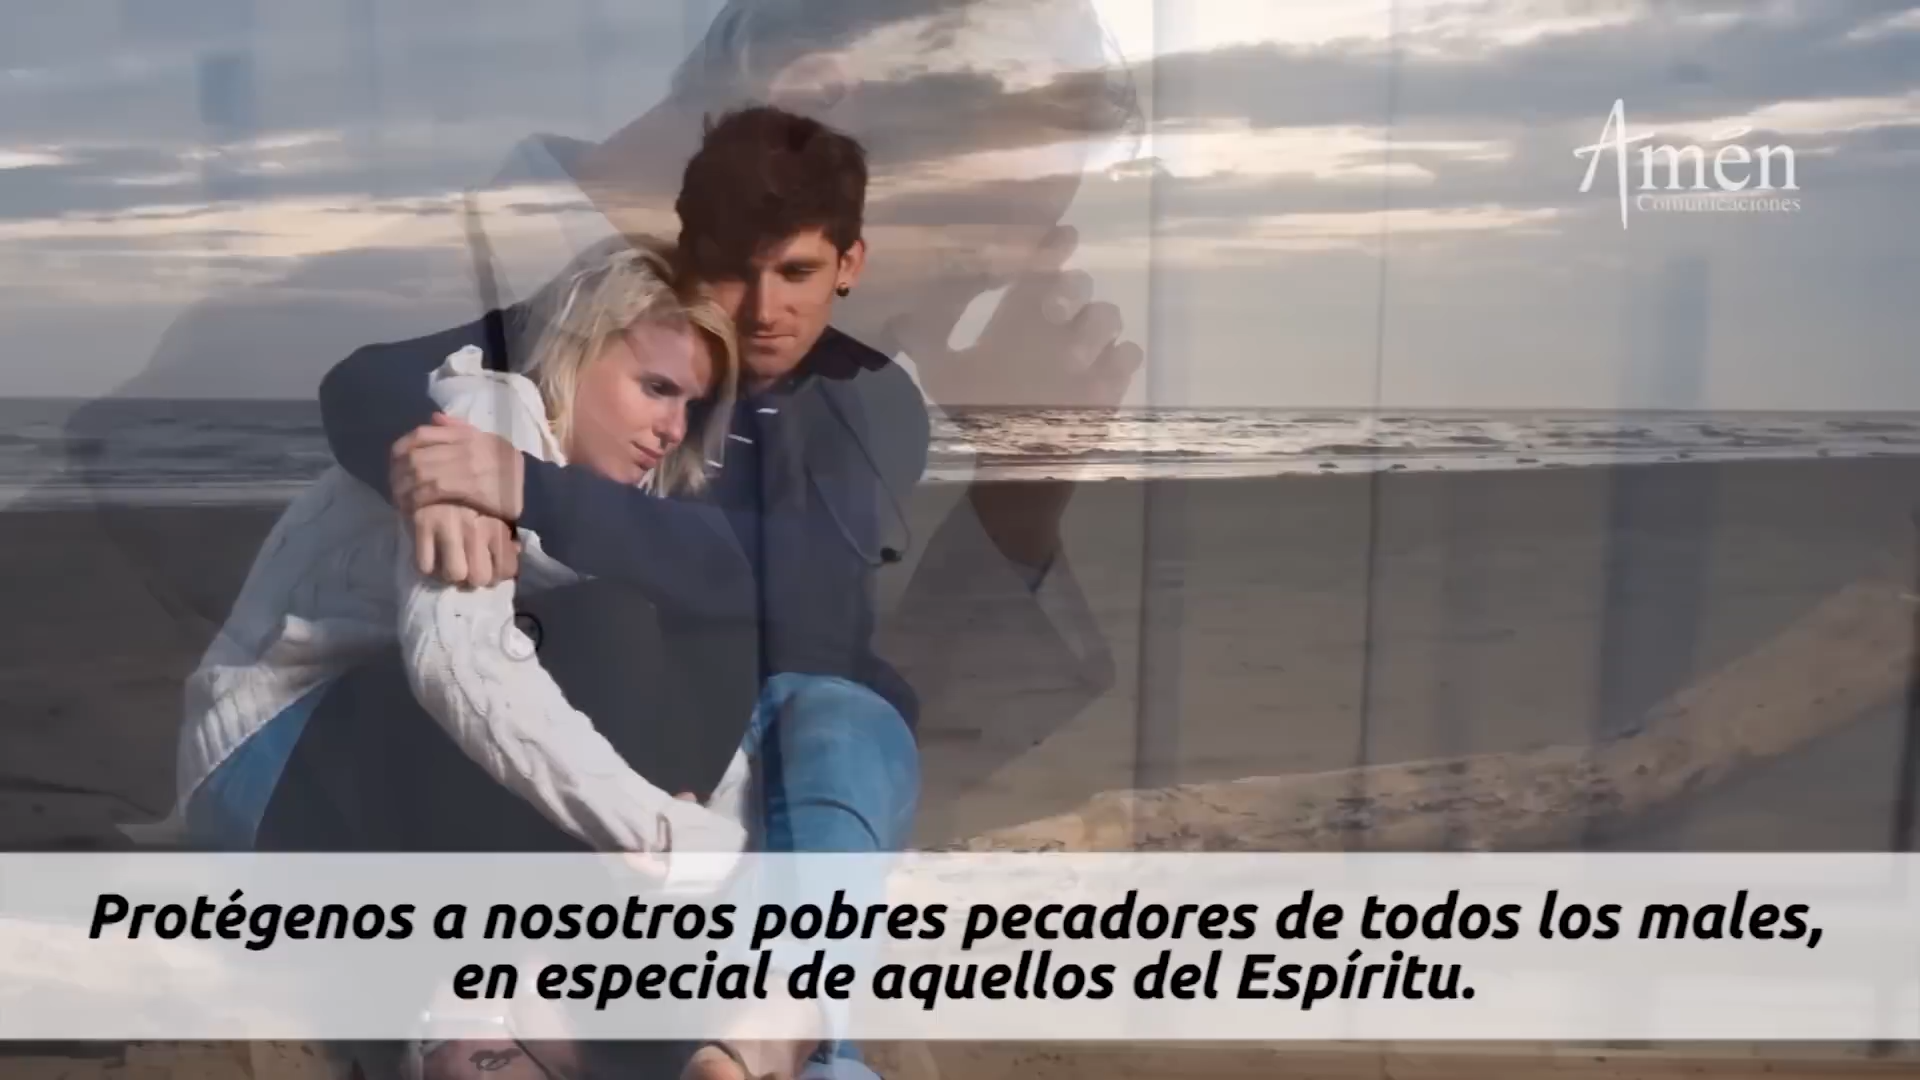 Amén
Comunicaciones
Protégenos a nosotros pobres pecadores de todos los males,
en especial de aquellos del Espíritu.